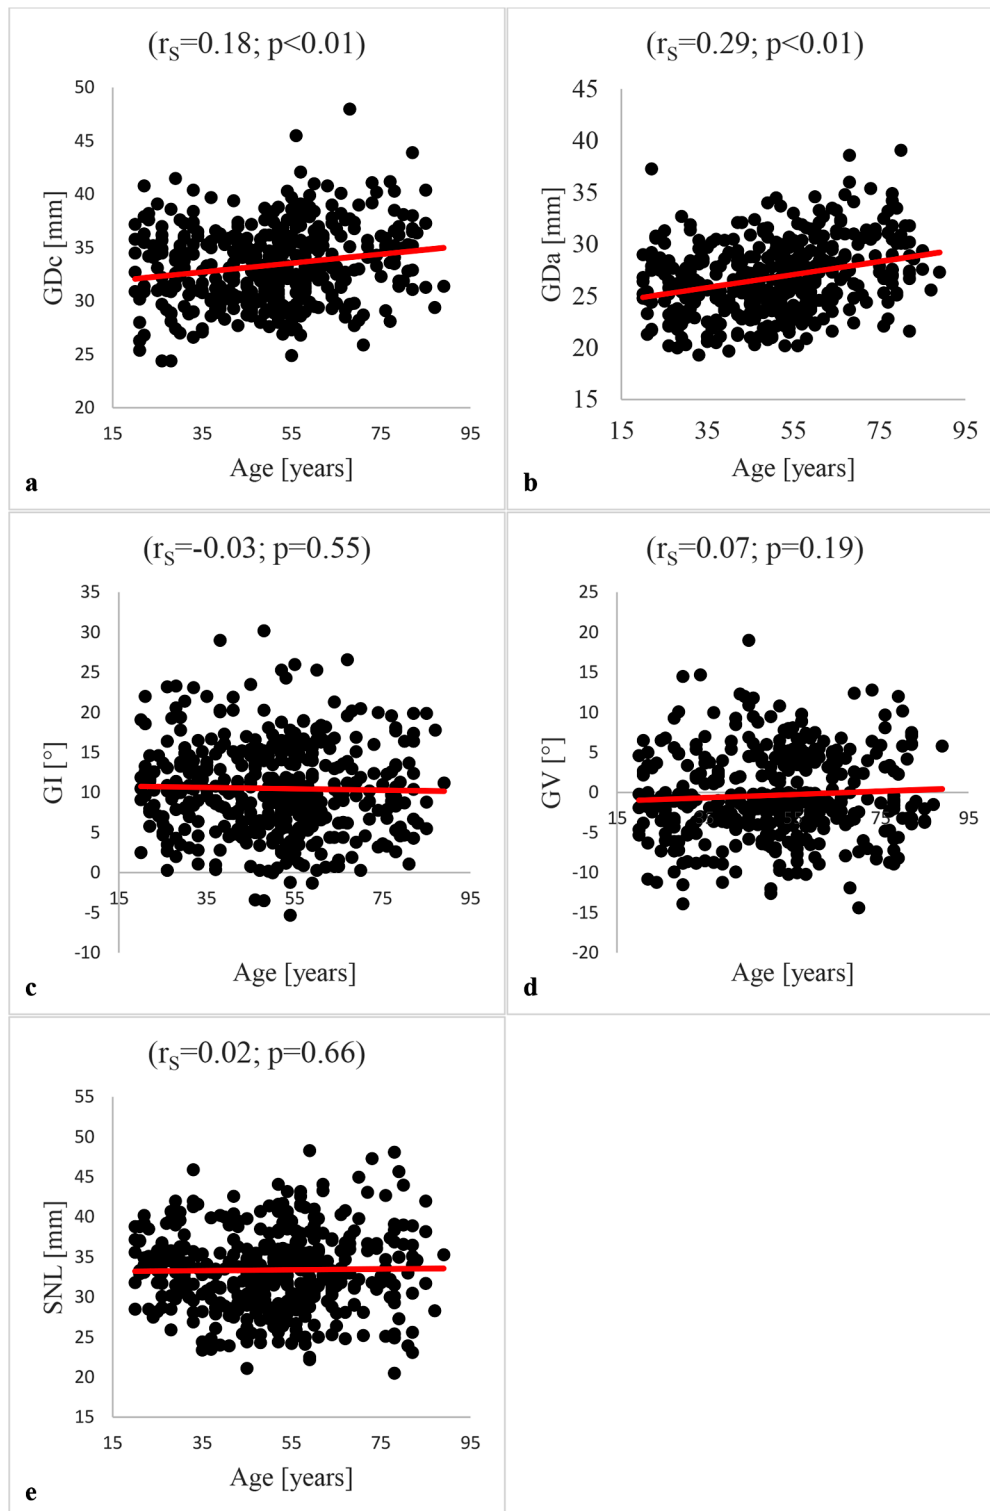 (rS=0.18; p<0.01)
50
45
40
35
30
25
20
GDc [mm]
15 35 55 75 95
Age [years]
a
(rS=0.29; p<0.01)
45
40
35
30
25
20
15
GDa [mm]
15 35 55 75 95
Age [years]
b
(rS=-0.03; p=0.55)
35
30
25
20
15
10
5
0
-5
-10
GI [°]
15 35 55 75 95
Age [years]
c
(rS=0.07; p=0.19)
25
20
15
10
5
0
-5
-10
-15
-20
GV [°]
15 35 55 75 95
Age [years]
d
(rS=0.02; p=0.66)
55
50
45
40
35
30
25
20
15
SNL [mm]
15 35 55 75 95
Age [years]
e